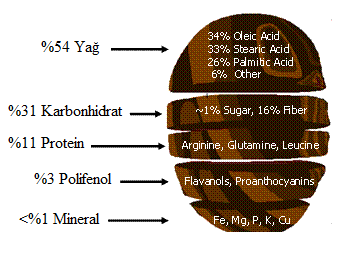 %54 Yağ
34% Oleic Acid
33% Stearic Acid
26% Palmitic Acid
6% Other
%31 Karbonhidrat
~1% Sugar, 16% Fiber
%11 Protein
Arginine, Glutamine, Leucine
%3 Polifenol
Flavanols, Proanthocyanins
<%1 Mineral
Fe, Mg, P, K, Cu